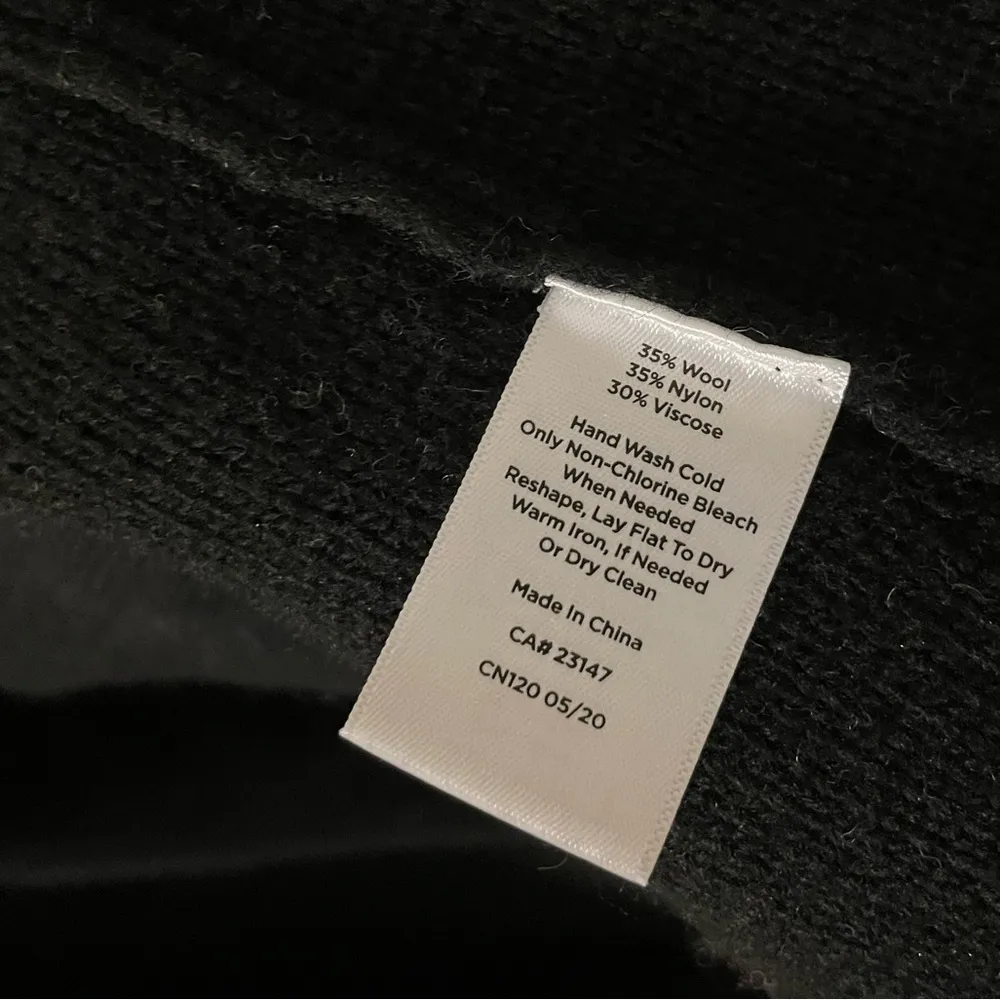 35% Wool
35% Nylon
30% Viscose
Hand Wash Cold
Only Non-Chlorine Bleach
When Needed
Reshape, Lay Flat To Dry
Warm Iron, If Needed
Or Dry Clean
Made In China
CA# 23147
CN120 05/20